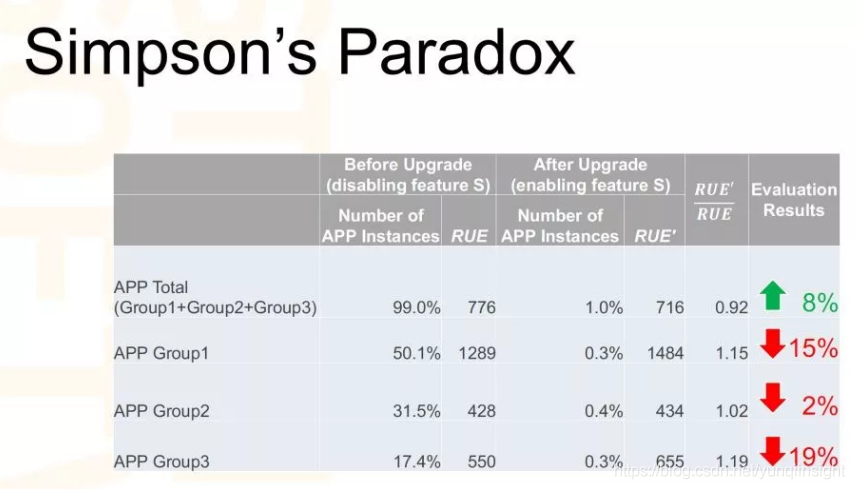 Simpson's Paradox
Before Upgrade
(disabling feature S)
After Upgrade
(enabling feature S)
RUE'
RUE
Evaluation
Results
Number of
APP Instances
RUE
Number of
APP Instances
RUE'
APP Total
(Group1+Group2+Group3) 99.0% 776 1.0% 716 0.92 8%
APP Group1 50.1% 1289 0.3% 1484 1.15 15%
APP Group2 31.5% 428 0.4% 434 1.02 2%
APP Group3 17.4% 550 0.3% 655 1.19 19%
https://blog.csdn.net/yunqiinsight